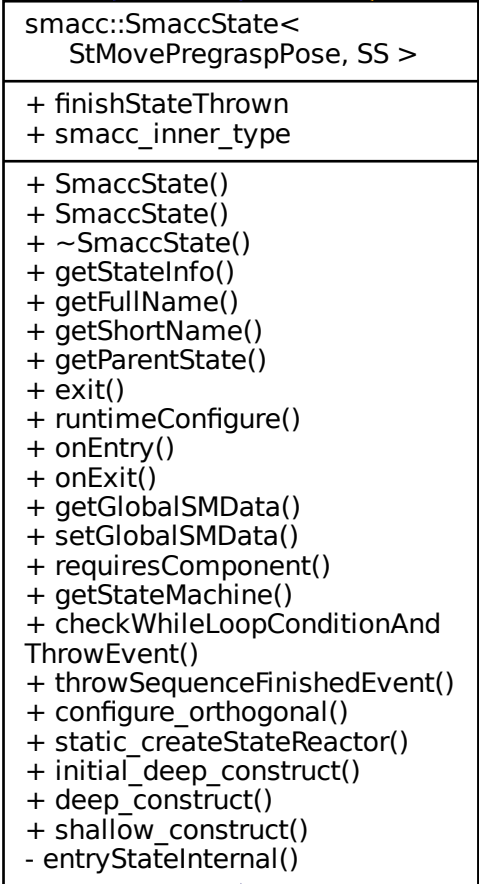 smacc::SmaccState<
StMovePregraspPose, SS >
+ finishStateThrown
+ smacc_inner_type
+ SmaccState()
+ SmaccState()
+ ~SmaccState()
+ getStateInfo()
+ getFullName()
+ getShortName()
+ getParentState()
+ exit()
+ runtimeConfigure()
+ onEntry()
+ onExit()
+ getGlobalSMData()
+ setGlobalSMData()
+ requiresComponent()
+ getStateMachine()
+ checkWhileLoopConditionAnd
ThrowEvent()
+ throwSequenceFinishedEvent()
+ configure_orthogonal()
+ static_createStateReactor()
+ initial_deep_construct()
+ deep_construct()
+ shallow_construct()
- entryStateInternal()